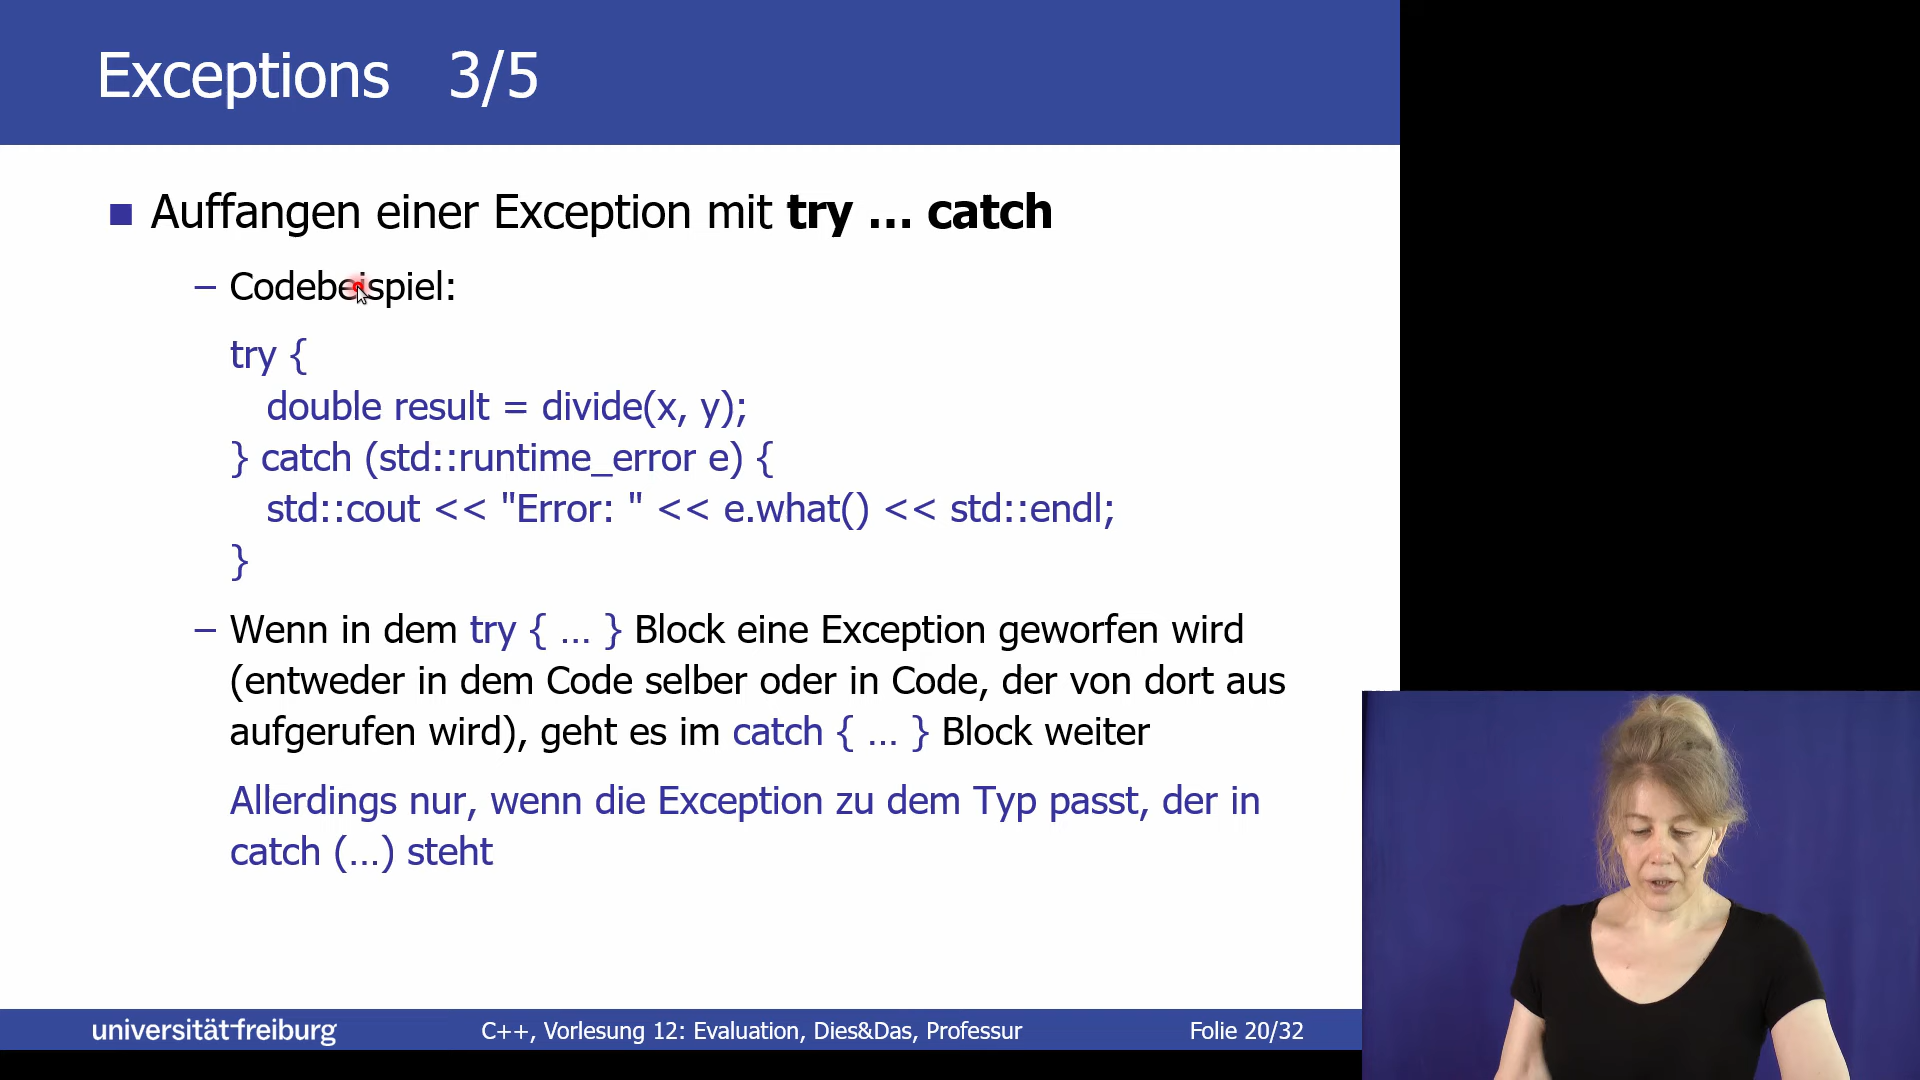 Exceptions 3/5
Auffangen einer Exception mit try … catch
– Codebeispiel:
try {
double result = divide(x, y);
} catch (std::runtime_error e) {
std::cout << "Error: " << e.what() << std::endl;
}
– Wenn in dem try { … } Block eine Exception geworfen wird
(entweder in dem Code selber oder in Code, der von dort aus
aufgerufen wird), geht es im catch { … } Block weiter
Allerdings nur, wenn die Exception zu dem Typ passt, der in
catch (…) steht
universität freiburg
C++, Vorlesung 12: Evaluation, Dies&Das, Professur
Folie 20/32